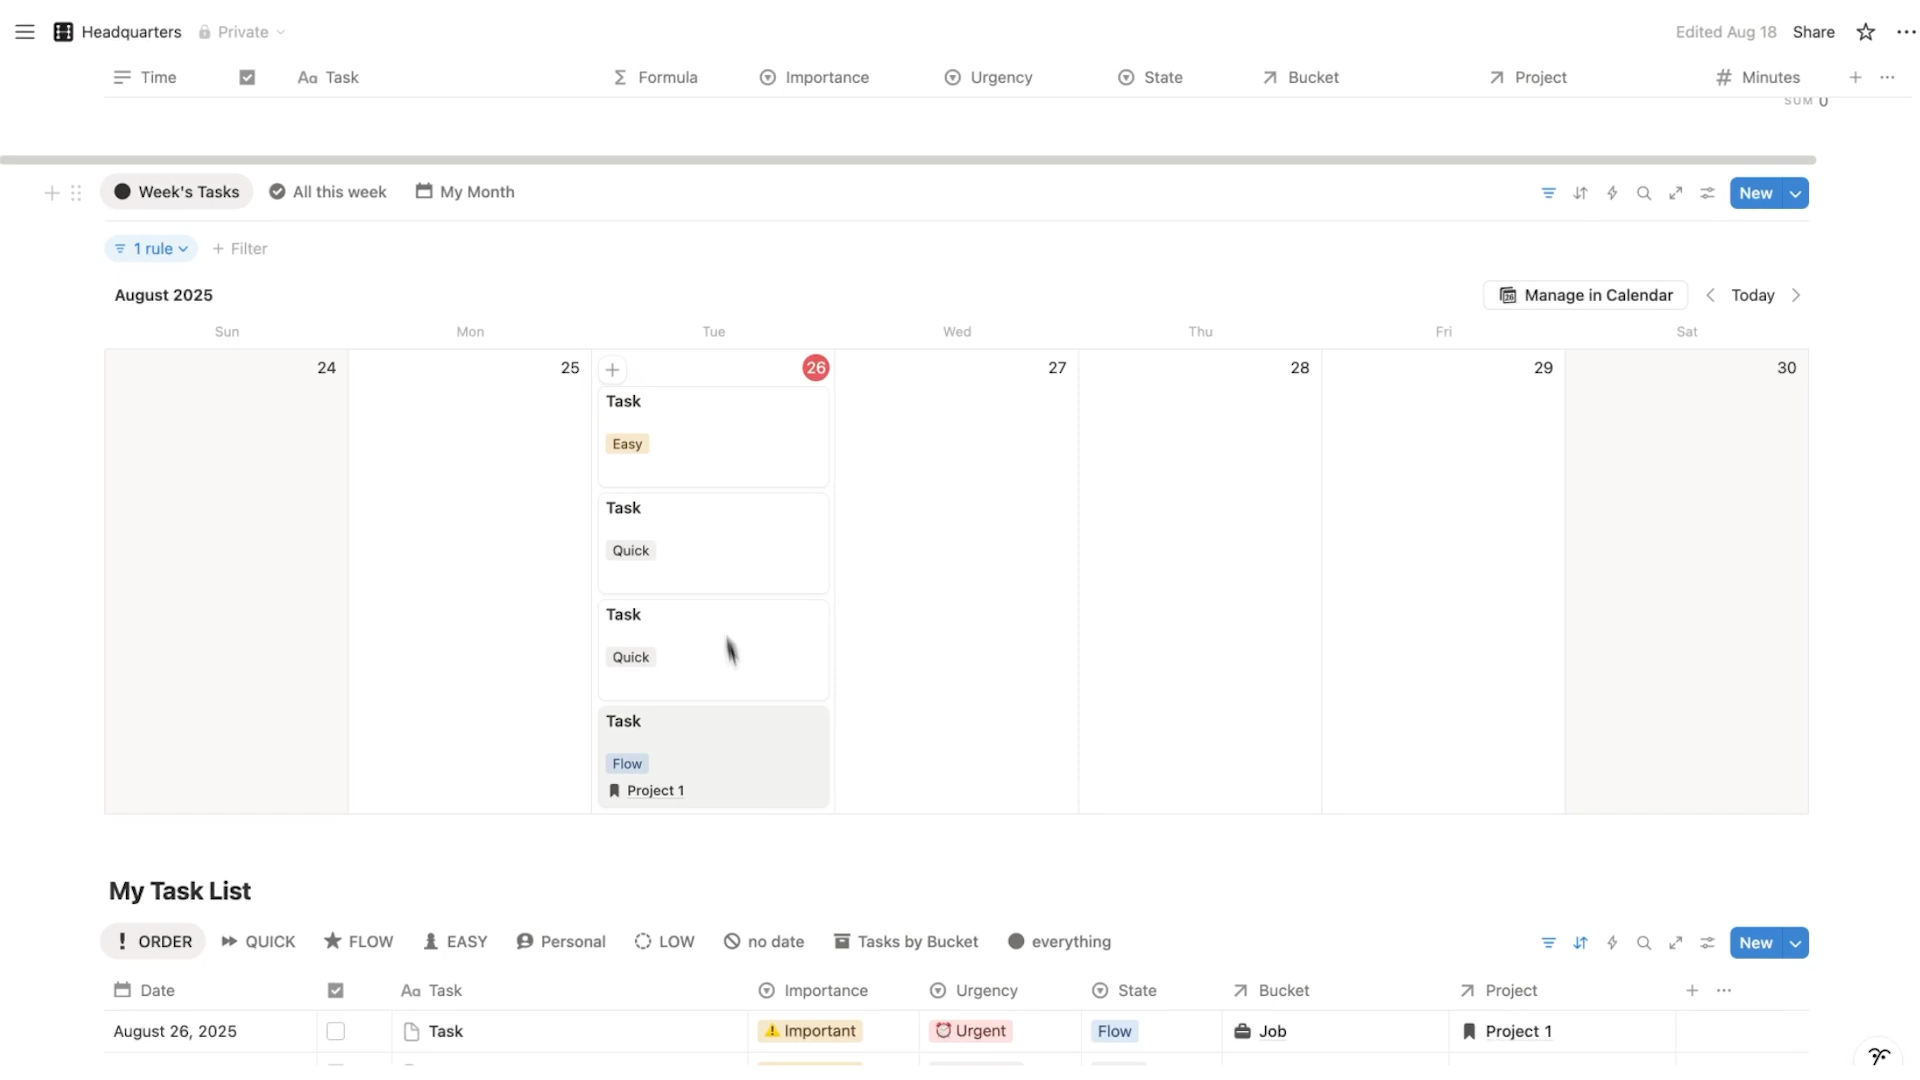 Headquarters Private Edited Aug 18 Share
Time Aa Task Σ Formula Importance Urgency State Bucket Project # Minutes
SUM 0
Week's Tasks All this week My Month New
1 rule + Filter
August 2025 Manage in Calendar Today
Sun Mon Tue Wed Thu Fri Sat
24 25 26 27 28 29 30
Task
Easy
Task
Quick
Task
Quick
Task
Flow
Project 1
My Task List
ORDER QUICK FLOW EASY Personal LOW no date Tasks by Bucket everything New
Date Aa Task Importance Urgency State Bucket Project
August 26, 2025 Task ⚠️ Important ⏰ Urgent Flow Job Project 1